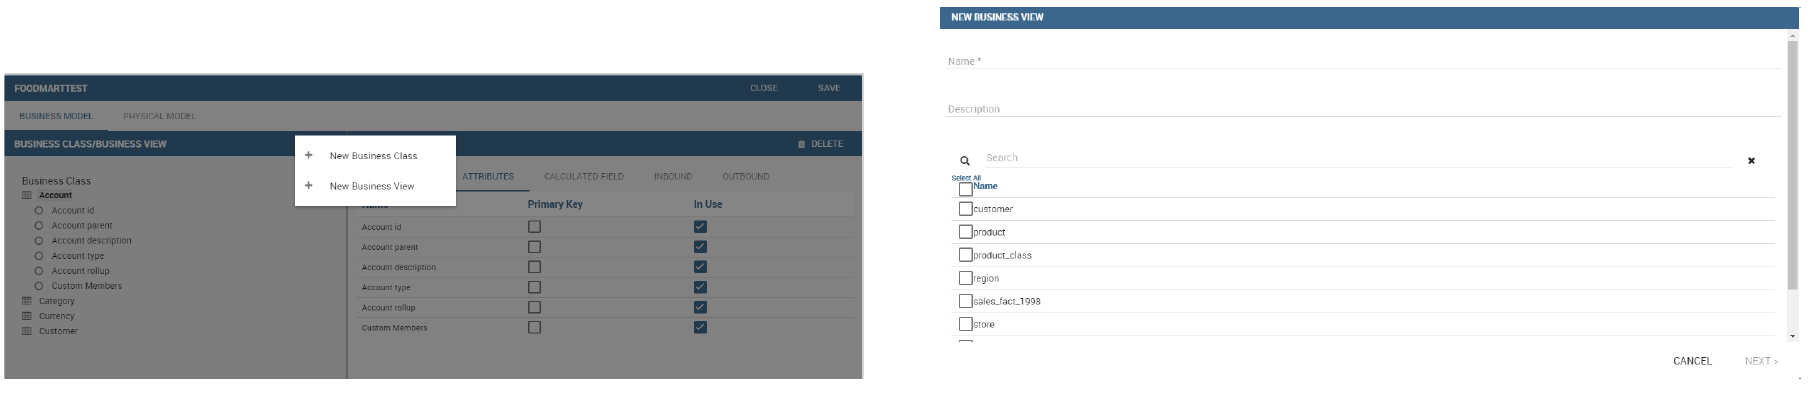 FOODMARTTEST CLOSE SAVE
BUSINESS MODEL PHYSICAL MODEL
BUSINESS CLASS/BUSINESS VIEW DELETE
+ New Business Class
+ New Business View
Business Class
Account
Account id
Account parent
Account description
Account type
Account rollup
Custom Members
Category
Currency
Customer
ATTRIBUTES CALCULATED FIELD INBOUND OUTBOUND
Name Primary Key In Use
Account id
Account parent
Account description
Account type
Account rollup
Custom Members
NEW BUSINESS VIEW
Name *
Description
Search
Select All
Name
customer
product
product_class
region
sales_fact_1998
store
CANCEL NEXT >